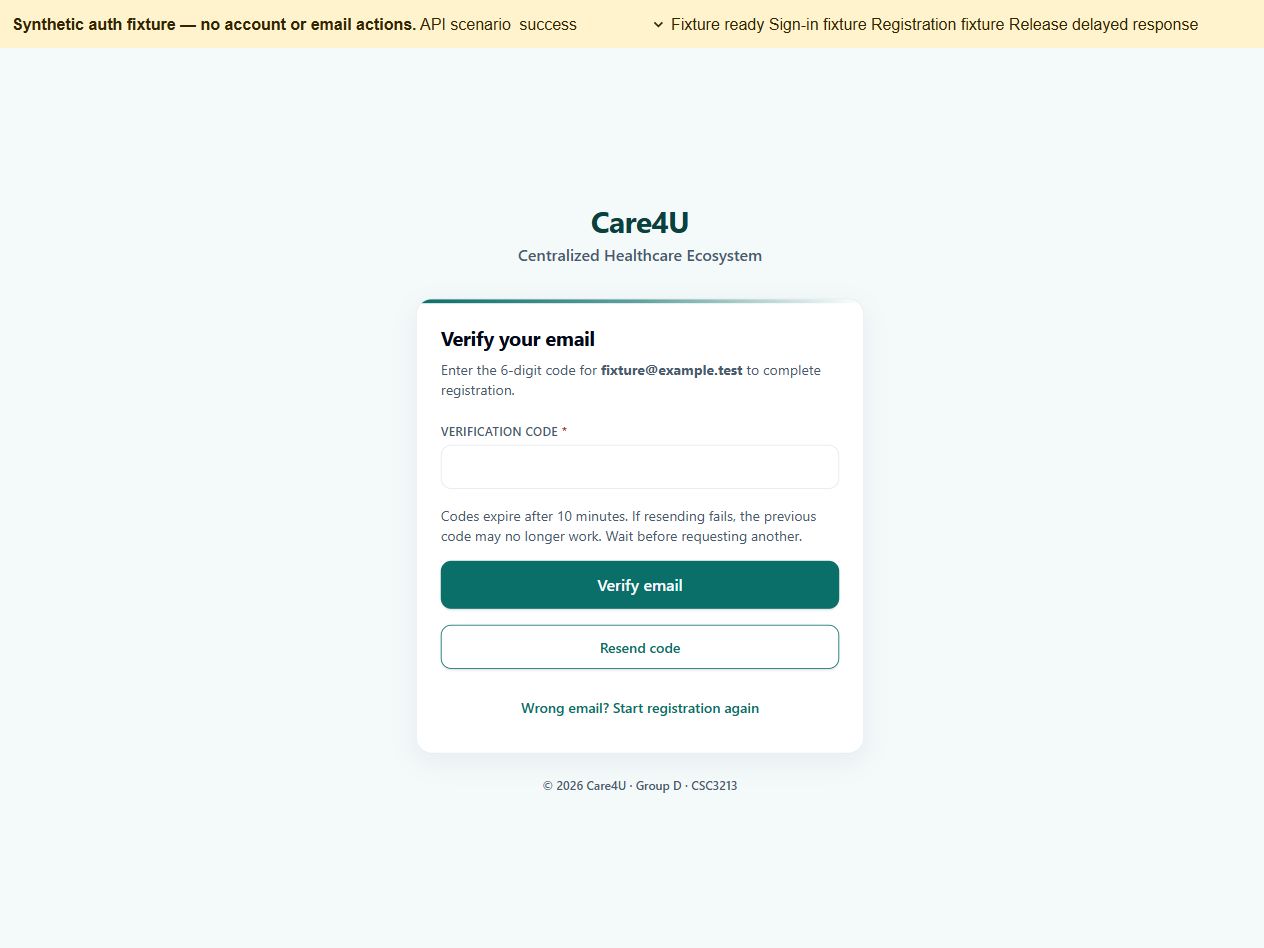 Synthetic auth fixture — no account or email actions. API scenario success Fixture ready Sign-in fixture Registration fixture Release delayed response
Care4U
Centralized Healthcare Ecosystem
Verify your email
Enter the 6-digit code for fixture@example.test to complete
registration.
VERIFICATION CODE *
Codes expire after 10 minutes. If resending fails, the previous
code may no longer work. Wait before requesting another.
Verify email
Resend code
Wrong email? Start registration again
© 2026 Care4U · Group D · CSC3213